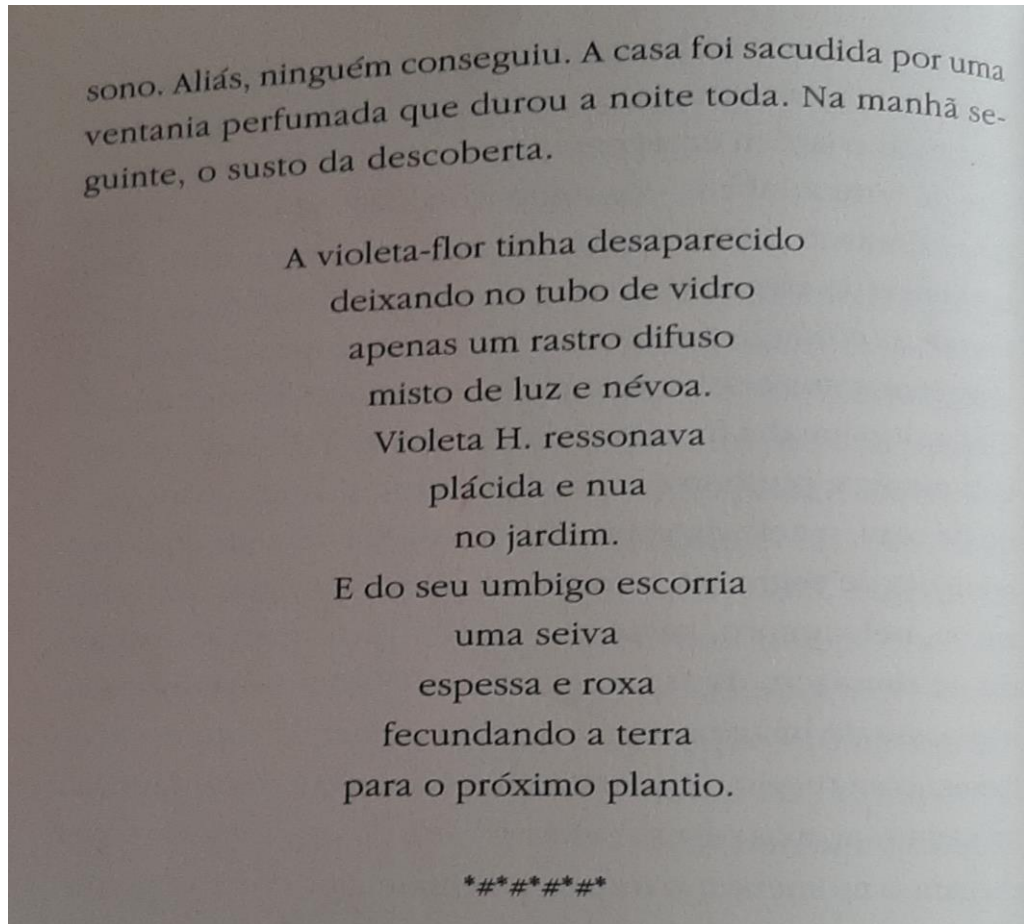 sono. Aliás, ninguém conseguiu. A casa foi sacudida por uma
ventania perfumada que durou a noite toda. Na manhã se-
guinte, o susto da descoberta.
A violeta-flor tinha desaparecido
deixando no tubo de vidro
apenas um rastro difuso
misto de luz e névoa.
Violeta H. ressonava
plácida e nua
no jardim.
E do seu umbigo escorria
uma seiva
espessa e roxa
fecundando a terra
para o próximo plantio.
*#*#*#*#*